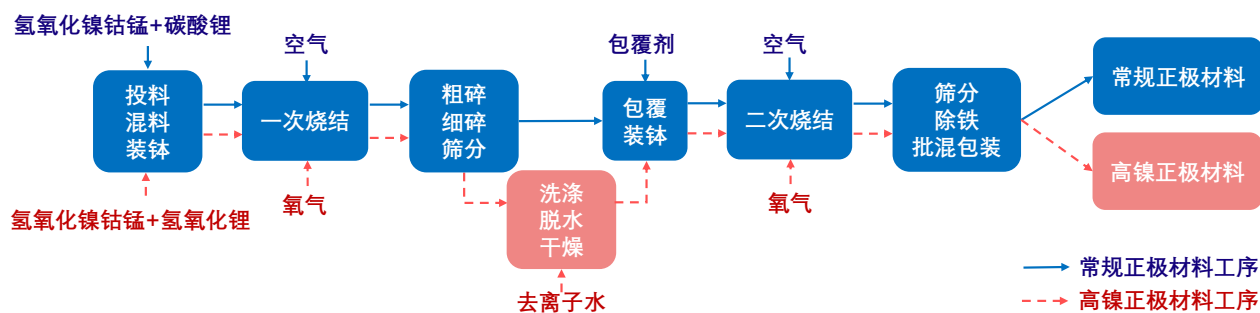 氢氧化镍钴锰+碳酸锂
空气
包覆剂
空气
投料
混料
装钵
一次烧结
粗碎
细碎
筛分
包覆
装钵
二次烧结
筛分
除铁
批混包装
常规正极材料
高镍正极材料
氢氧化镍钴锰+氢氧化锂
氧气
洗涤
脱水
干燥
氧气
去离子水
常规正极材料工序
高镍正极材料工序